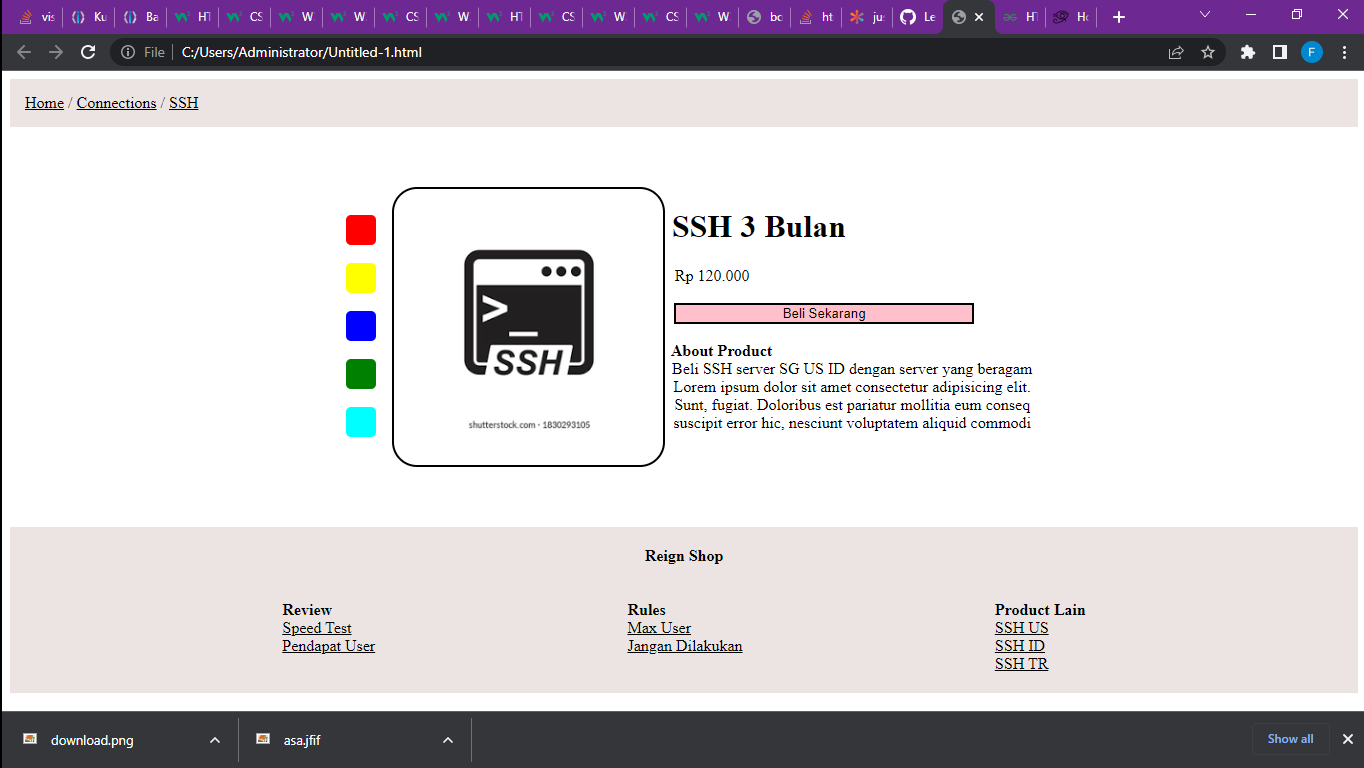 vis
Ku
Ba
HT
CS
W
W
CS
W
HT
CS
W
CS
W
bc
ht
ju
Le
HT
Ho
File
C:/Users/Administrator/Untitled-1.html
F
Home / Connections / SSH
>_
SSH
shutterstock.com · 1830293105
SSH 3 Bulan
Rp 120.000
Beli Sekarang
About Product
Beli SSH server SG US ID dengan server yang beragam
Lorem ipsum dolor sit amet consectetur adipisicing elit.
Sunt, fugiat. Doloribus est pariatur mollitia eum conseq
suscipit error hic, nesciunt voluptatem aliquid commodi
Reign Shop
Review
Speed Test
Pendapat User
Rules
Max User
Jangan Dilakukan
Product Lain
SSH US
SSH ID
SSH TR
download.png
asa.jfif
Show all